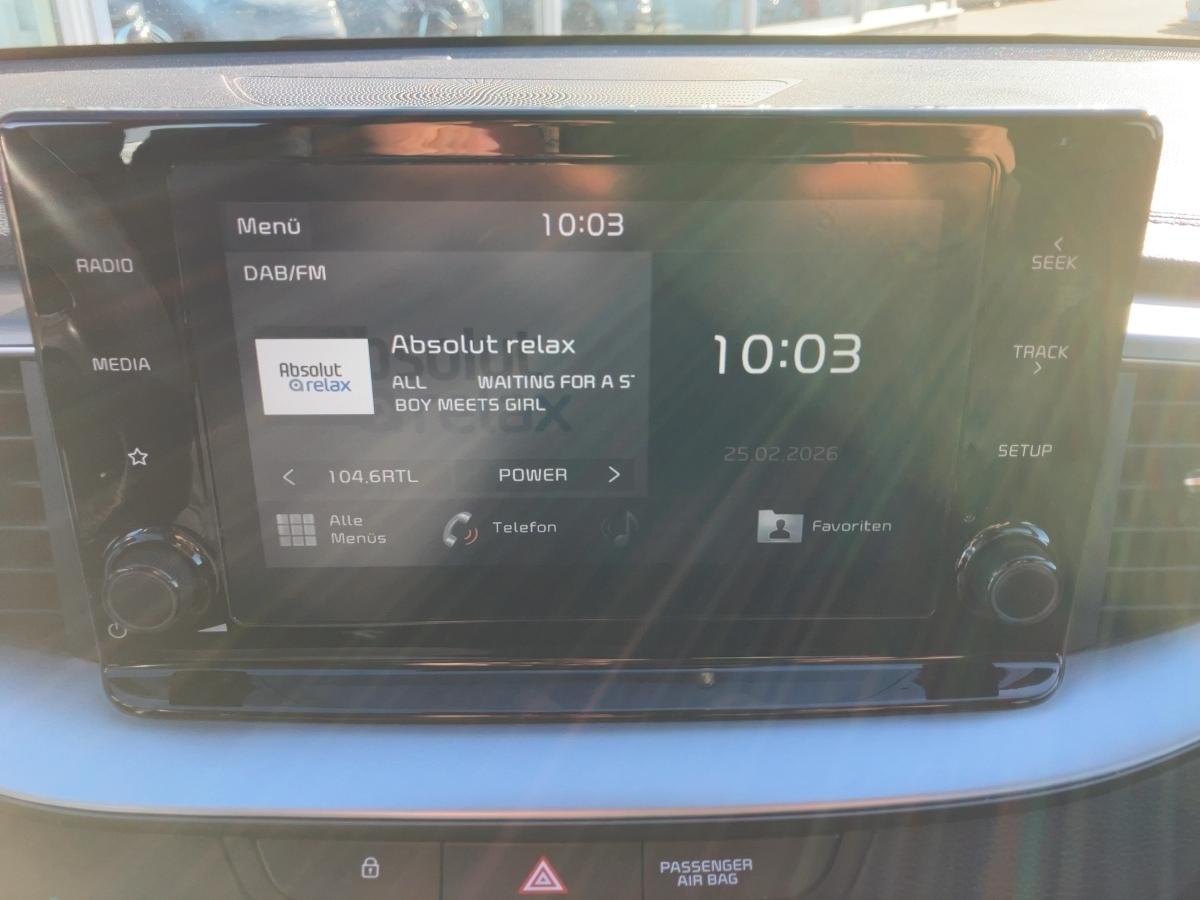 Menü
10:03
RADIO
DAB/FM
SEEK
Absolut relax
10:03
TRACK
MEDIA
Absolut
relax
ALL WAITING FOR A S
BOY MEETS GIRL
25.02.2026
SETUP
104.6RTL
POWER
Alle
Menüs
Telefon
Favoriten
PASSENGER
AIR BAG